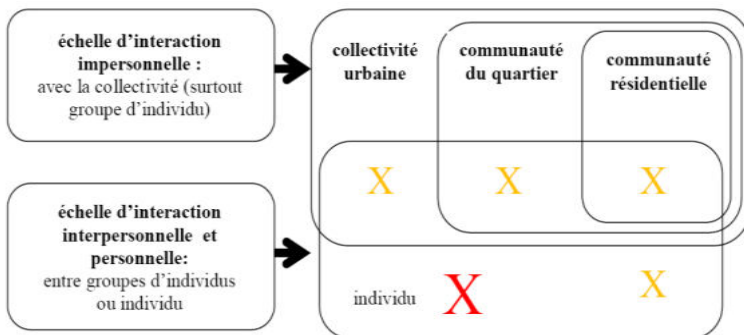 échelle d’interaction
impersonnelle :
avec la collectivité (surtout
groupe d’individu)
collectivité
urbaine
communauté
du quartier
communauté
résidentielle
X X X
échelle d’interaction
interpersonnelle et
personnelle:
entre groupes d’individus
ou individu
individu X X